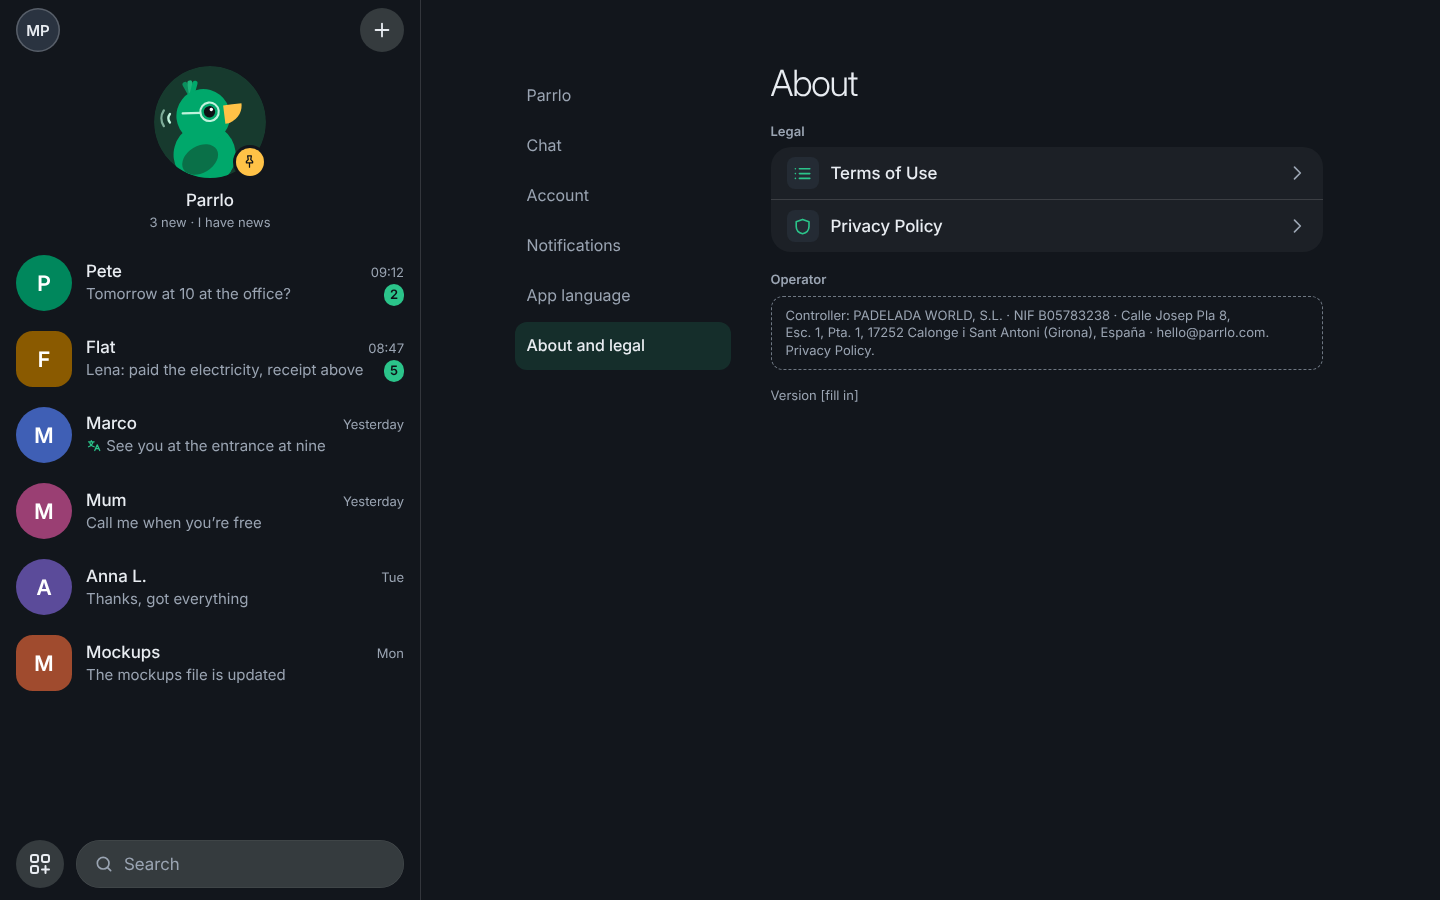 MP
Parrlo
3 new · I have news
P
Pete
09:12
Tomorrow at 10 at the office?
2
F
Flat
08:47
Lena: paid the electricity, receipt above
5
M
Marco
Yesterday
See you at the entrance at nine
M
Mum
Yesterday
Call me when you’re free
A
Anna L.
Tue
Thanks, got everything
M
Mockups
Mon
The mockups file is updated
Search
Parrlo
Chat
Account
Notifications
App language
About and legal
About
Legal
Terms of Use
Privacy Policy
Operator
Controller: PADELADA WORLD, S.L. · NIF B05783238 · Calle Josep Pla 8,
Esc. 1, Pta. 1, 17252 Calonge i Sant Antoni (Girona), España · hello@parrlo.com.
Privacy Policy.
Version [fill in]